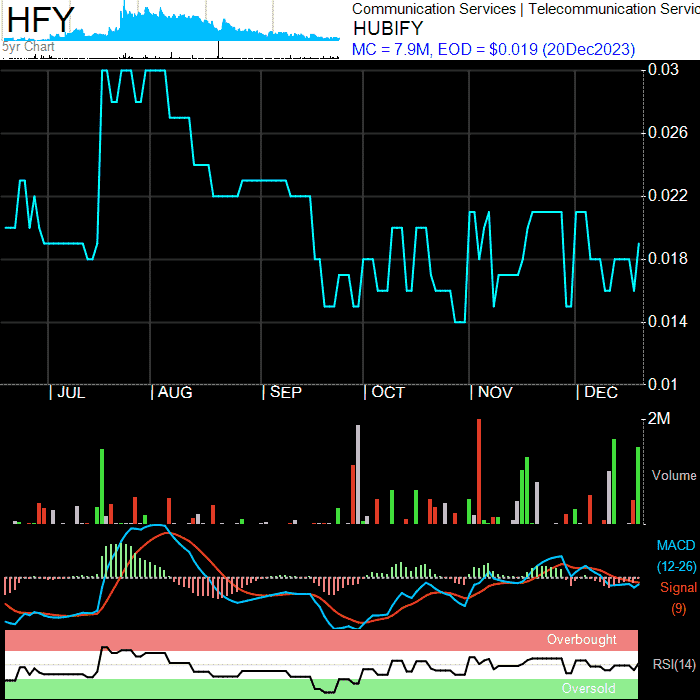 HFY
5yr Chart
Communication Services | Telecommunication Servic
HUBIFY
MC = 7.9M, EOD = $0.019 (20Dec2023)
0.03
0.026
0.022
0.018
0.014
0.01
| JUL | AUG | SEP | OCT | NOV | DEC
2M
Volume
MACD
(12-26)
Signal
(9)
Overbought
RSI(14)
Oversold